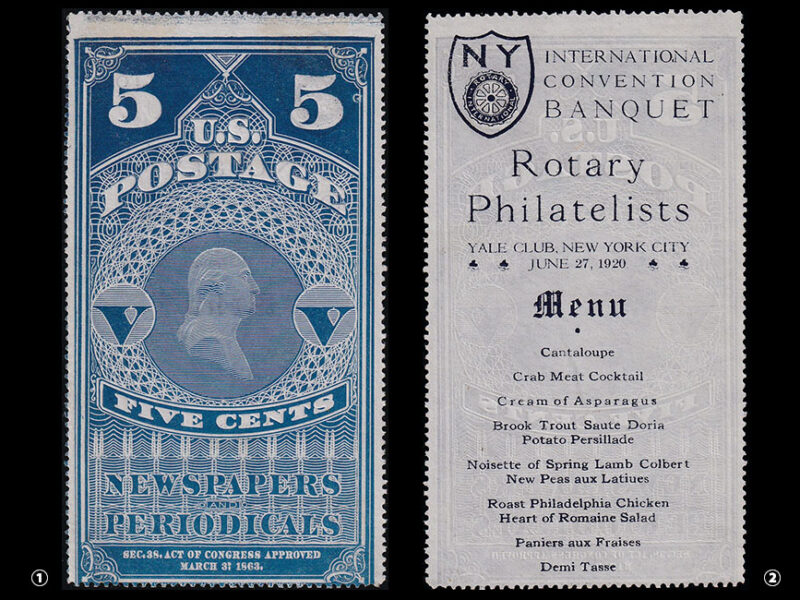 5 5
U.S.
POSTAGE
V V
FIVE CENTS
NEWSPAPERS
AND
PERIODICALS
SEC. 38. ACT OF CONGRESS APPROVED
MARCH 3D 1863.
1
NY
ROTARY
INTERNATIONAL
INTERNATIONAL
CONVENTION
BANQUET
Rotary
Philatelists
YALE CLUB, NEW YORK CITY
JUNE 27, 1920
Menu
Cantaloupe
Crab Meat Cocktail
Cream of Asparagus
Brook Trout Saute Doria
Potato Persillade
Noisette of Spring Lamb Colbert
New Peas aux Latiues
Roast Philadelphia Chicken
Heart of Romaine Salad
Paniers aux Fraises
Demi Tasse
2